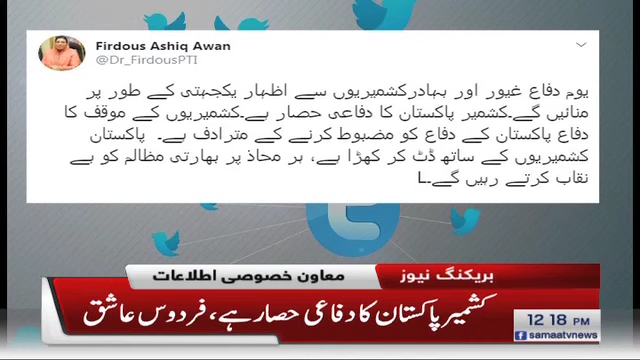 Firdous Ashiq Awan
@Dr_FirdousPTI
یوم دفاع غیور اور بہادرکشمیریوں سے اظہار یکجہتی کے طور پر
منائیں گے۔کشمیر پاکستان کا دفاعی حصار ہے۔کشمیریوں کے موقف کا
دفاع پاکستان کے دفاع کو مضبوط کرنے کے مترادف ہے۔ پاکستان
کشمیریوں کے ساتھ ڈٹ کر کھڑا ہے، ہر محاذ پر بھارتی مظالم کو بے
نقاب کرتے رہیں گے۔L
بریکنگ نیوز
معاون خصوصی اطلاعات
کشمیر پاکستان کا دفاعی حصار ہے، فردوس عاشق
12 18 PM
f samaatvnews